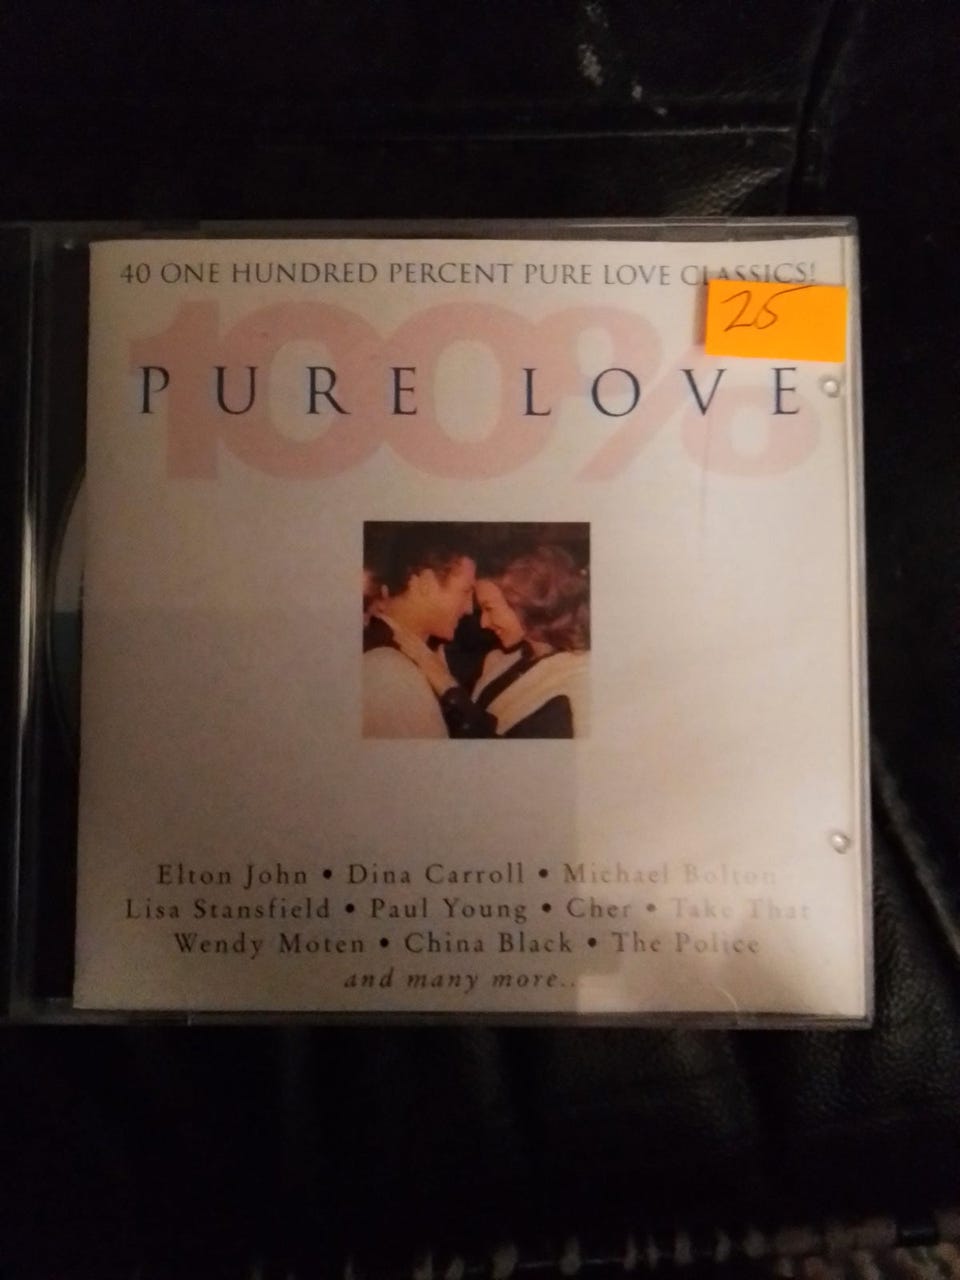 40 ONE HUNDRED PERCENT PURE LOVE CLASSICS!
25
100%
PURE LOVE
Elton John • Dina Carroll • Michael Bolton
Lisa Stansfield • Paul Young • Cher • Take That
Wendy Moten • China Black • The Police
and many more..